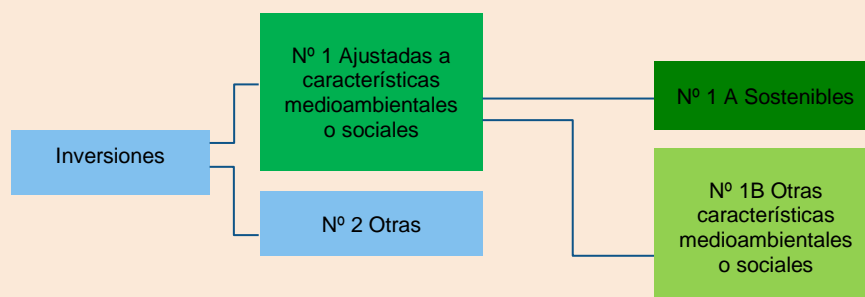 Inversiones
Nº 1 Ajustadas a
características
medioambientales
o sociales
Nº 2 Otras
Nº 1 A Sostenibles
Nº 1B Otras
características
medioambientales
o sociales